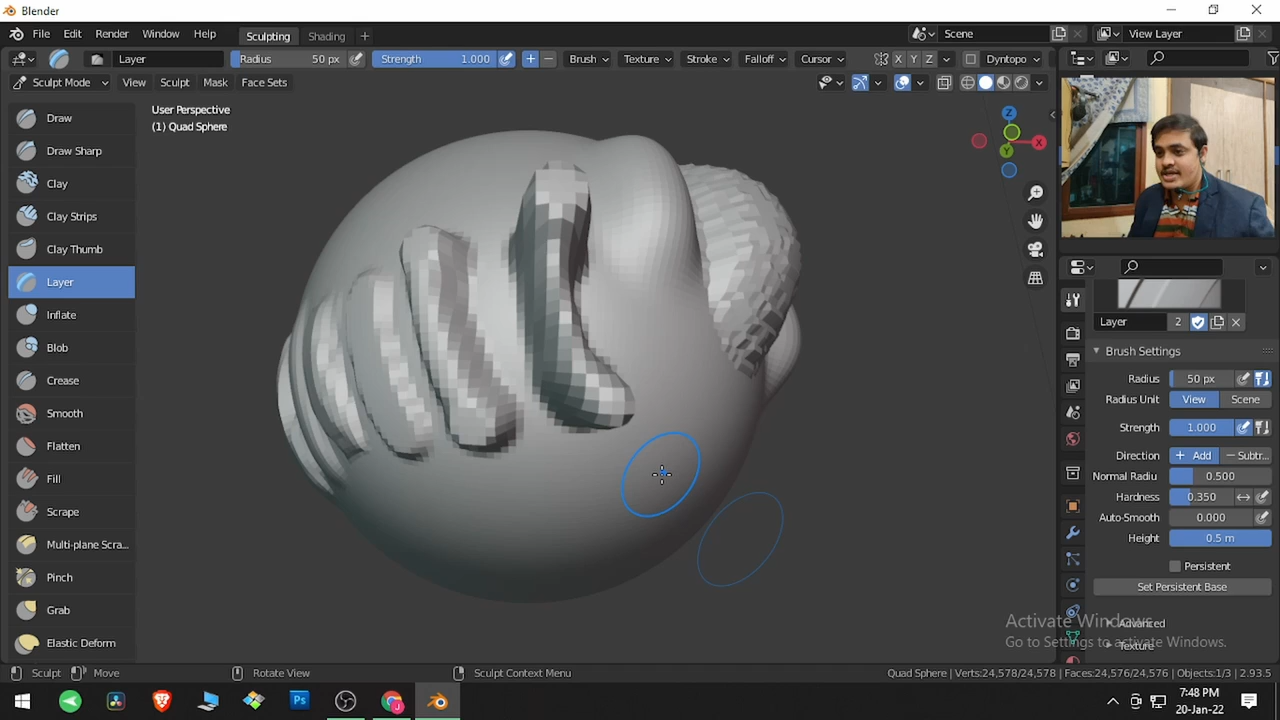 Blender
File Edit Render Window Help Sculpting Shading + Scene View Layer
Layer Radius 50 px Strength 1.000 + − Brush Texture Stroke Falloff Cursor X Y Z Dyntopo
Sculpt Mode View Sculpt Mask Face Sets
User Perspective
(1) Quad Sphere
Draw
Draw Sharp
Clay
Clay Strips
Clay Thumb
Layer
Inflate
Blob
Crease
Smooth
Flatten
Fill
Scrape
Multi-plane Scra...
Pinch
Grab
Elastic Deform
Z
X
Y
Layer 2
Brush Settings
Radius 50 px
Radius Unit View Scene
Strength 1.000
Direction + Add − Subtr...
Normal Radiu 0.500
Hardness 0.350
Auto-Smooth 0.000
Height 0.5 m
Persistent
Set Persistent Base
Advanced
Texture
Activate Windows
Go to Settings to activate Windows.
Sculpt Move Rotate View Sculpt Context Menu Quad Sphere | Verts:24,578/24,578 | Faces:24,576/24,576 | Objects:1/3 | 2.93.5
Ps
7:48 PM
20-Jan-22